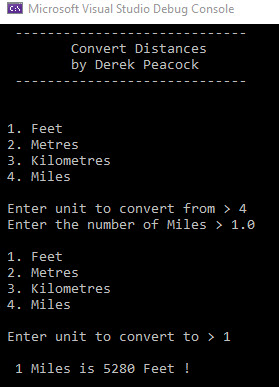 Microsoft Visual Studio Debug Console
-----------------------------
Convert Distances
by Derek Peacock
-----------------------------
1. Feet
2. Metres
3. Kilometres
4. Miles
Enter unit to convert from > 4
Enter the number of Miles > 1.0
1. Feet
2. Metres
3. Kilometres
4. Miles
Enter unit to convert to > 1
1 Miles is 5280 Feet !